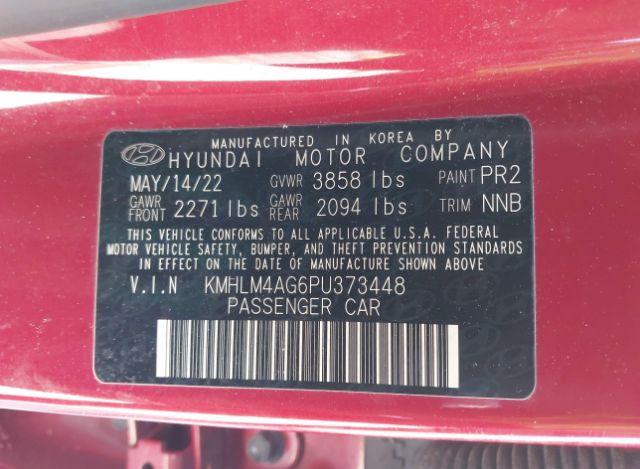 MANUFACTURED IN KOREA BY
HYUNDAI MOTOR COMPANY
MAY/14/22 GVWR 3858 lbs PAINT PR2
GAWR FRONT 2271 lbs GAWR REAR 2094 lbs TRIM NNB
THIS VEHICLE CONFORMS TO ALL APPLICABLE U.S.A. FEDERAL
MOTOR VEHICLE SAFETY, BUMPER, AND THEFT PREVENTION STANDARDS
IN EFFECT ON THE DATE OF MANUFACTURE SHOWN ABOVE
V.I.N KMHLM4AG6PU373448
PASSENGER CAR